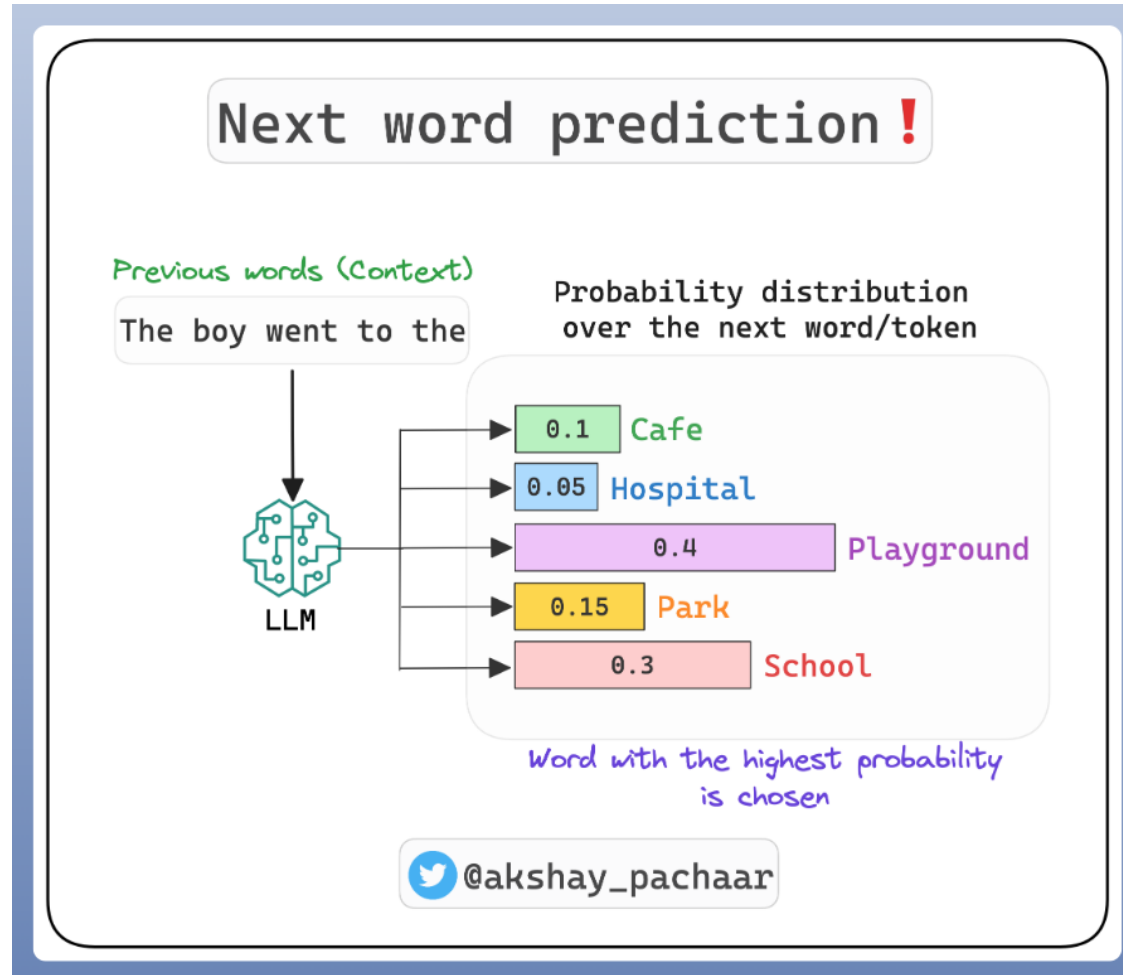 Next word prediction❗
Previous words (Context)
The boy went to the
LLM
Probability distribution
over the next word/token
0.1 Cafe
0.05 Hospital
0.4 Playground
0.15 Park
0.3 School
Word with the highest probability
is chosen
@akshay_pachaar